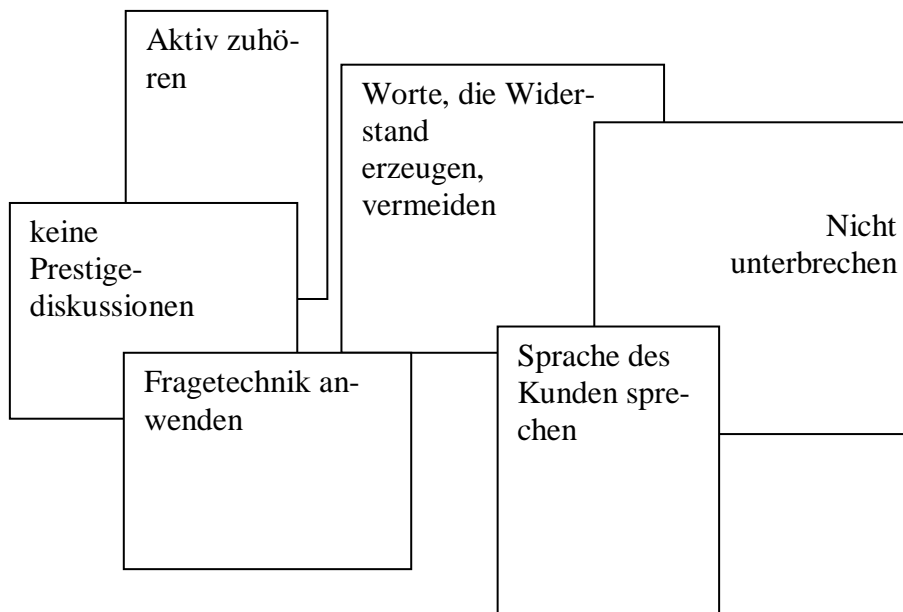 Aktiv zuhö-
ren
Worte, die Wider-
stand
erzeugen,
vermeiden
Nicht
unterbrechen
keine
Prestige-
diskussionen
Fragetechnik an-
wenden
Sprache des
Kunden spre-
chen